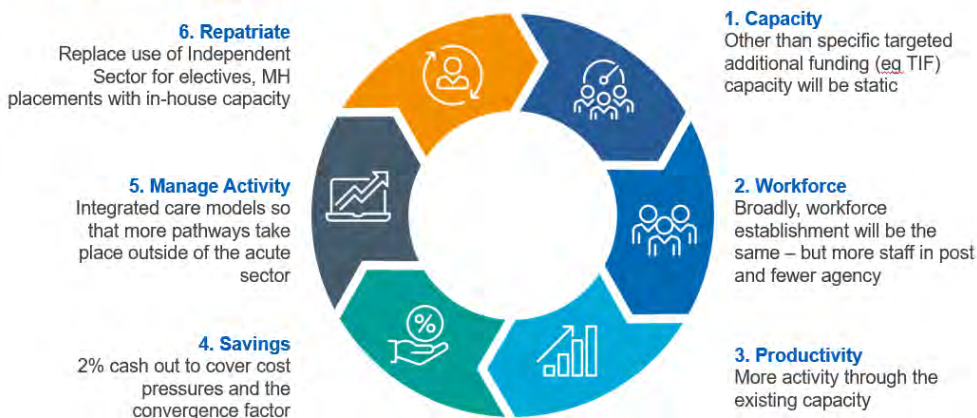 1. Capacity
Other than specific targeted
additional funding (eg TIF)
capacity will be static
2. Workforce
Broadly, workforce
establishment will be the
same – but more staff in post
and fewer agency
3. Productivity
More activity through the
existing capacity
4. Savings
2% cash out to cover cost
pressures and the
convergence factor
5. Manage Activity
Integrated care models so
that more pathways take
place outside of the acute
sector
6. Repatriate
Replace use of Independent
Sector for electives, MH
placements with in-house capacity
%